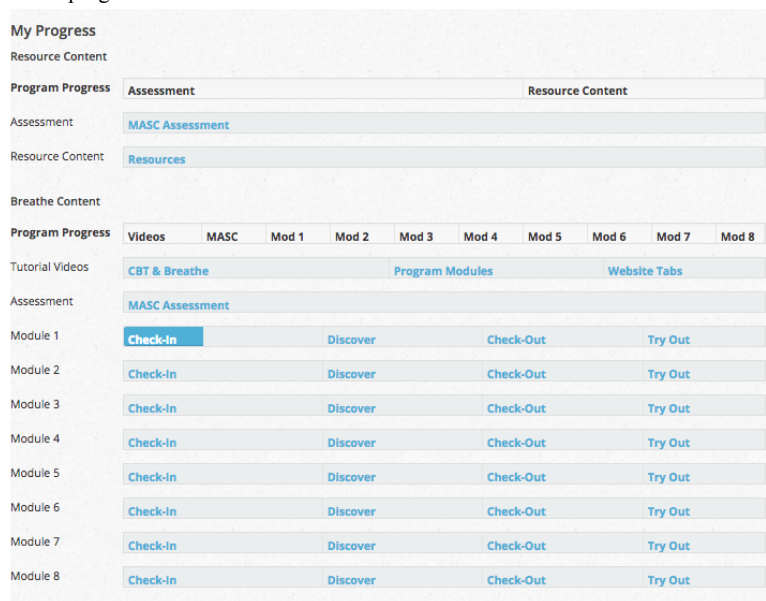 My Progress
Resource Content
Program Progress Assessment Resource Content
Assessment MASC Assessment
Resource Content Resources
Breathe Content
Program Progress Videos MASC Mod 1 Mod 2 Mod 3 Mod 4 Mod 5 Mod 6 Mod 7 Mod 8
Tutorial Videos CBT & Breathe Program Modules Website Tabs
Assessment MASC Assessment
Module 1 Check-In Discover Check-Out Try Out
Module 2 Check-In Discover Check-Out Try Out
Module 3 Check-In Discover Check-Out Try Out
Module 4 Check-In Discover Check-Out Try Out
Module 5 Check-In Discover Check-Out Try Out
Module 6 Check-In Discover Check-Out Try Out
Module 7 Check-In Discover Check-Out Try Out
Module 8 Check-In Discover Check-Out Try Out